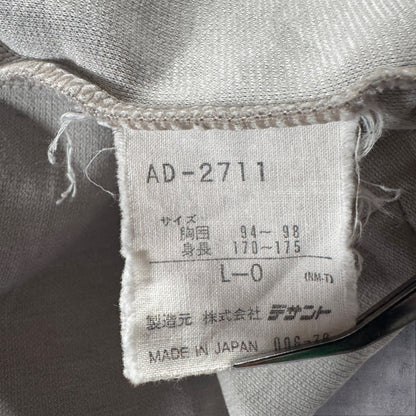 AD-2711
サイズ
胸囲 94～98
身長 170～175
L-O (NM-T)
製造元 株式会社 デサント
MADE IN JAPAN